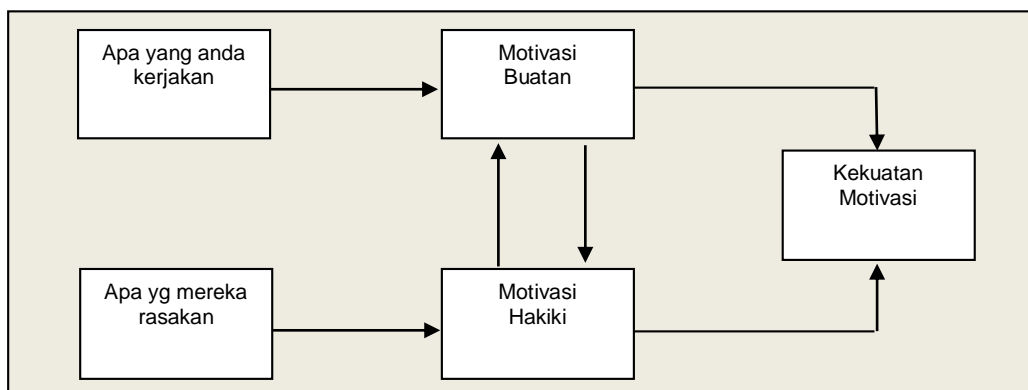 Apa yang anda
kerjakan
Motivasi
Buatan
Kekuatan
Motivasi
Apa yg mereka
rasakan
Motivasi
Hakiki